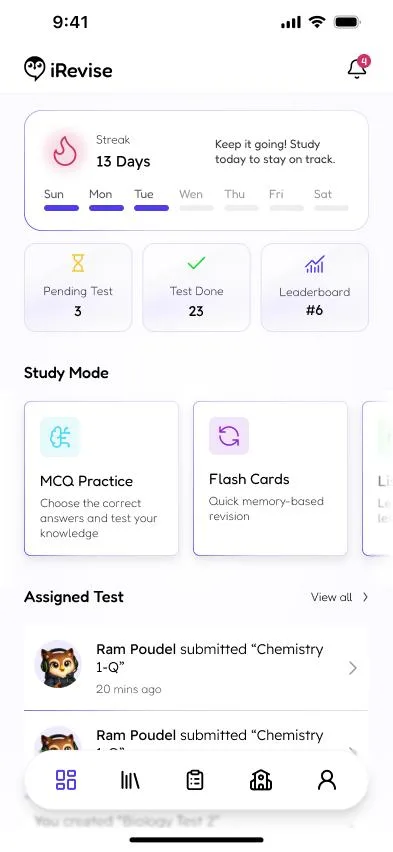 9:41
iRevise
4
Streak
13 Days
Keep it going! Study
today to stay on track.
Sun Mon Tue Wen Thu Fri Sat
Pending Test
3
Test Done
23
Leaderboard
#6
Study Mode
MCQ Practice
Choose the correct
answers and test your
knowledge
Flash Cards
Quick memory-based
revision
Assigned Test
View all
Ram Poudel submitted “Chemistry
1-Q”
20 mins ago
Ram Poudel submitted “Chemistry
1-Q”
You created “Biology Test 2”